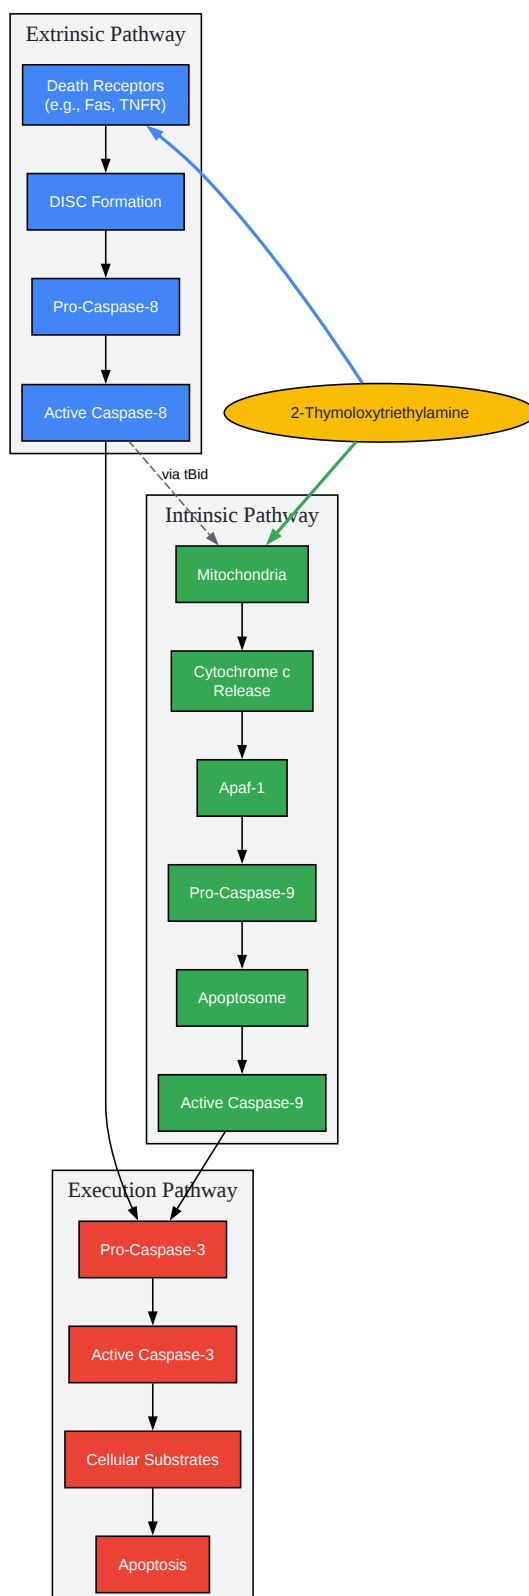 Extrinsic Pathway
Death Receptors
(e.g., Fas, TNFR)
DISC Formation
Pro-Caspase-8
Active Caspase-8
2-Thymoloxytriethylamine
via tBid
Intrinsic Pathway
Mitochondria
Cytochrome c
Release
Apaf-1
Pro-Caspase-9
Apoptosome
Active Caspase-9
Execution Pathway
Pro-Caspase-3
Active Caspase-3
Cellular Substrates
Apoptosis